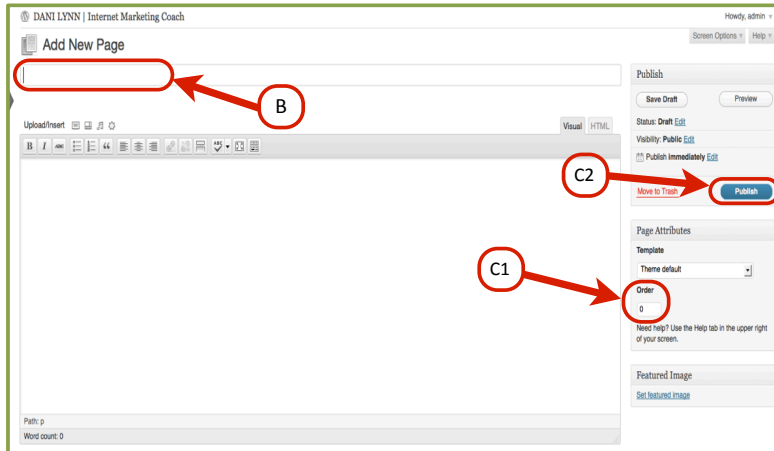 DANI LYNN | Internet Marketing Coach
Howdy, admin
Screen Options Help
Add New Page
B
Upload/Insert
Visual HTML
B I ABC
ABC
Path: p
Word count: 0
Publish
Save Draft Preview
Status: Draft Edit
Visibility: Public Edit
Publish immediately Edit
C2
Move to Trash Publish
Page Attributes
Template
Theme default
C1
Order
0
Need help? Use the Help tab in the upper right
of your screen.
Featured Image
Set featured image